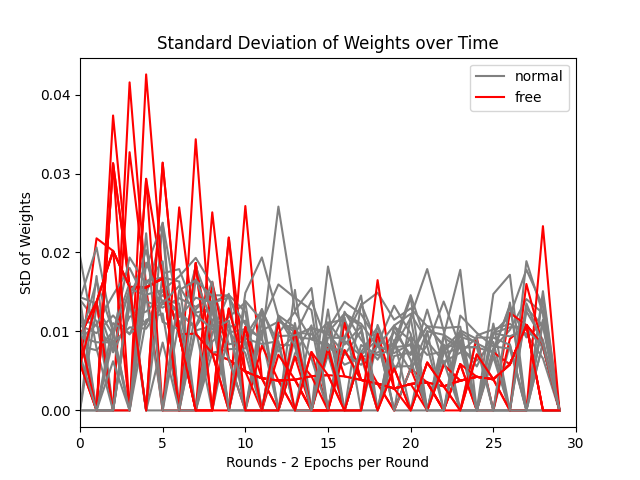 Standard Deviation of Weights over Time
normal
free
StD of Weights
0.04
0.03
0.02
0.01
0.00
0 5 10 15 20 25 30
Rounds - 2 Epochs per Round